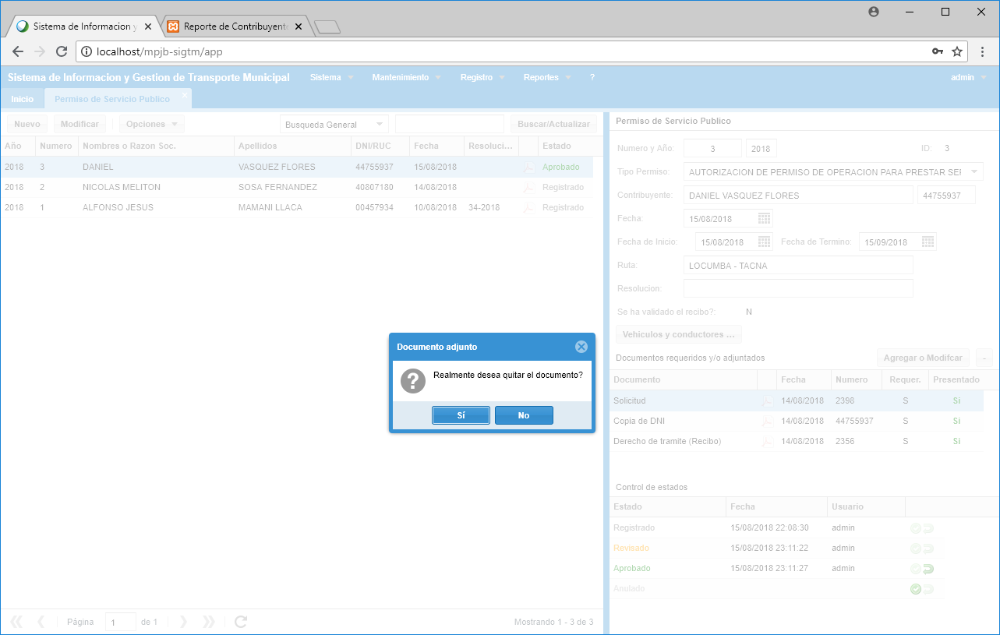 Sistema de Informacion y
Reporte de Contribuyente
localhost/mpjb-sigtm/app
Sistema de Informacion y Gestion de Transporte Municipal Sistema Mantenimiento Registro Reportes ? admin
Inicio Permiso de Servicio Publico
Nuevo Modificar Opciones Busqueda General Buscar/Actualizar
Año Numero Nombres o Razon Soc. Apellidos DNI/RUC Fecha Resoluci... Estado
2018 3 DANIEL VASQUEZ FLORES 44755937 15/08/2018 Aprobado
2018 2 NICOLAS MELITON SOSA FERNANDEZ 40807180 14/08/2018 Registrado
2018 1 ALFONSO JESUS MAMANI LLACA 00457934 10/08/2018 34-2018 Registrado
Página 1 de 1 Mostrando 1 - 3 de 3
Permiso de Servicio Publico
Numero y Año: 3 2018 ID: 3
Tipo Permiso: AUTORIZACION DE PERMISO DE OPERACION PARA PRESTAR SEI
Contribuyente: DANIEL VASQUEZ FLORES 44755937
Fecha: 15/08/2018
Fecha de Inicio: 15/08/2018 Fecha de Termino: 15/09/2018
Ruta: LOCUMBA - TACNA
Resolucion:
Se ha validado el recibo?: N
Vehiculos y conductores ...
Documentos requeridos y/o adjuntados Agregar o Modifcar -
Documento Fecha Numero Requer. Presentado
Solicitud 14/08/2018 2398 S Si
Copia de DNI 14/08/2018 44755937 S Si
Derecho de tramite (Recibo) 14/08/2018 2356 S Si
Control de estados
Estado Fecha Usuario
Registrado 15/08/2018 22:08:30 admin
Revisado 15/08/2018 23:11:22 admin
Aprobado 15/08/2018 23:11:27 admin
Anulado
Documento adjunto
Realmente desea quitar el documento?
Sí No